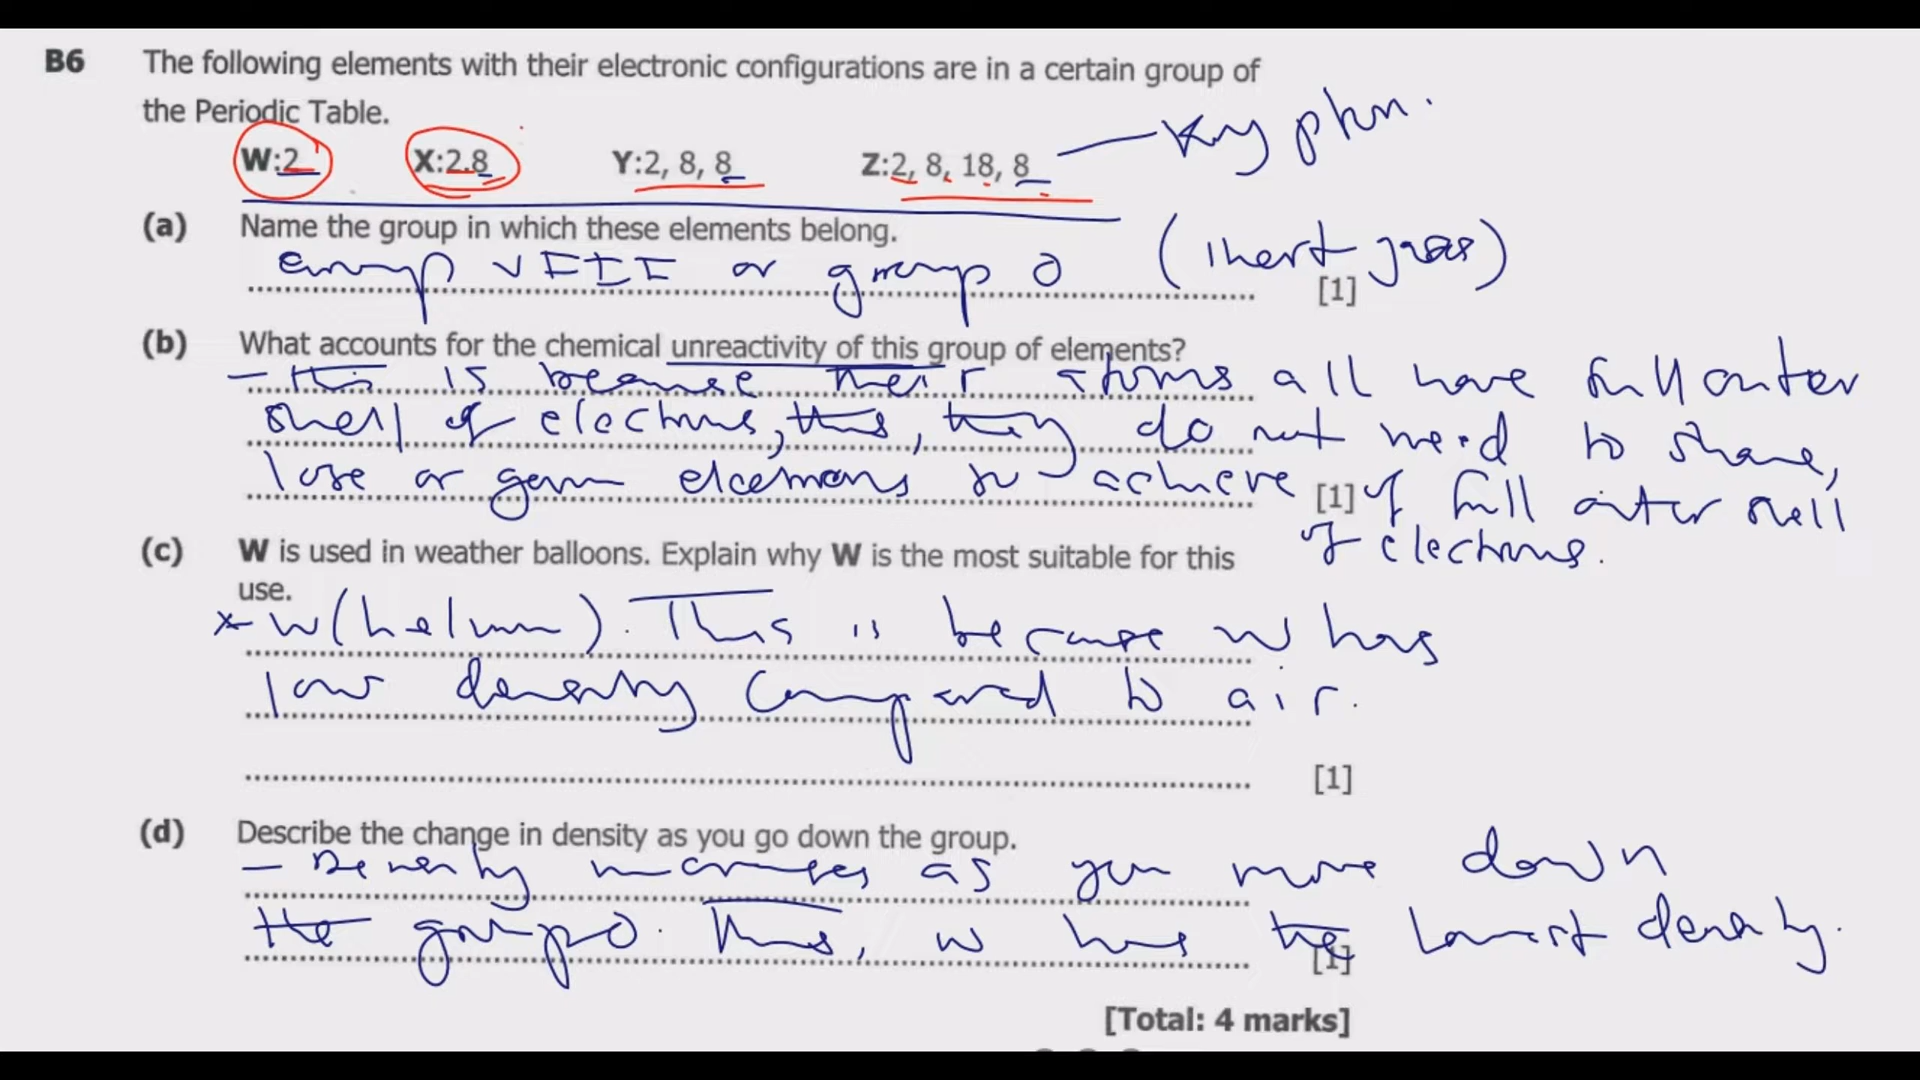 B6 The following elements with their electronic configurations are in a certain group of
the Periodic Table.
W:2 X:2.8 Y:2, 8, 8 Z:2, 8, 18, 8
(a) Name the group in which these elements belong. (Inert gas)
group VIII or group 0 [1]
(b) What accounts for the chemical unreactivity of this group of elements?
- this is because their atoms all have full outer
shell of electrons, thus, they do not need to share,
lose or gain electrons to achieve [1] of full outer shell
of electrons.
(c) W is used in weather balloons. Explain why W is the most suitable for this
use.
W (helium). This is because W has
low density compared to air.
[1]
(d) Describe the change in density as you go down the group.
- Density increases as you move down
the group 0. Thus, W has the lowest density.
[1]
[Total: 4 marks]